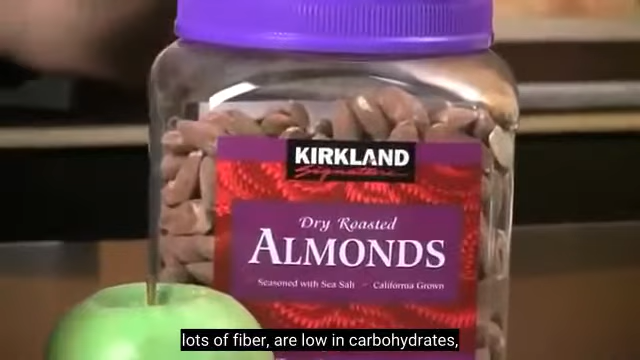 KIRKLAND
Signature
Dry Roasted
ALMONDS
Seasoned with Sea Salt - California Grown
lots of fiber, are low in carbohydrates,